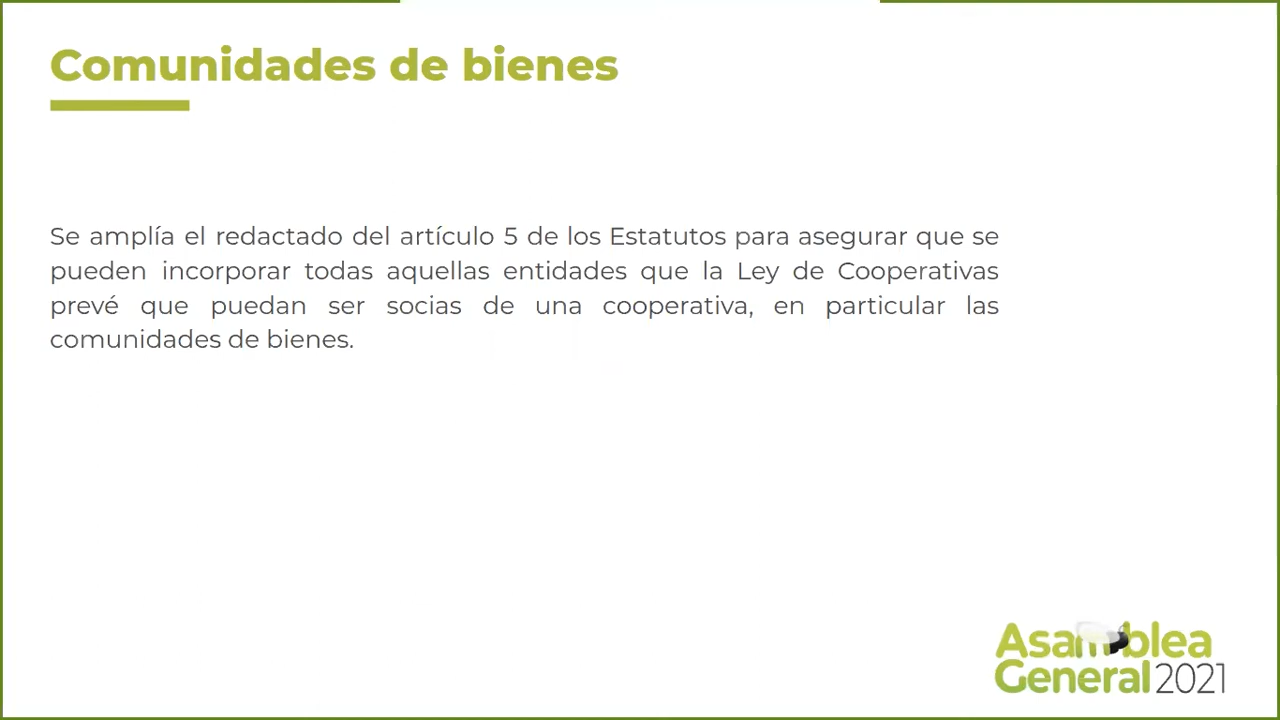 Comunidades de bienes
Se amplía el redactado del artículo 5 de los Estatutos para asegurar que se
pueden incorporar todas aquellas entidades que la Ley de Cooperativas
prevé que puedan ser socias de una cooperativa, en particular las
comunidades de bienes.
Asamblea
General 2021